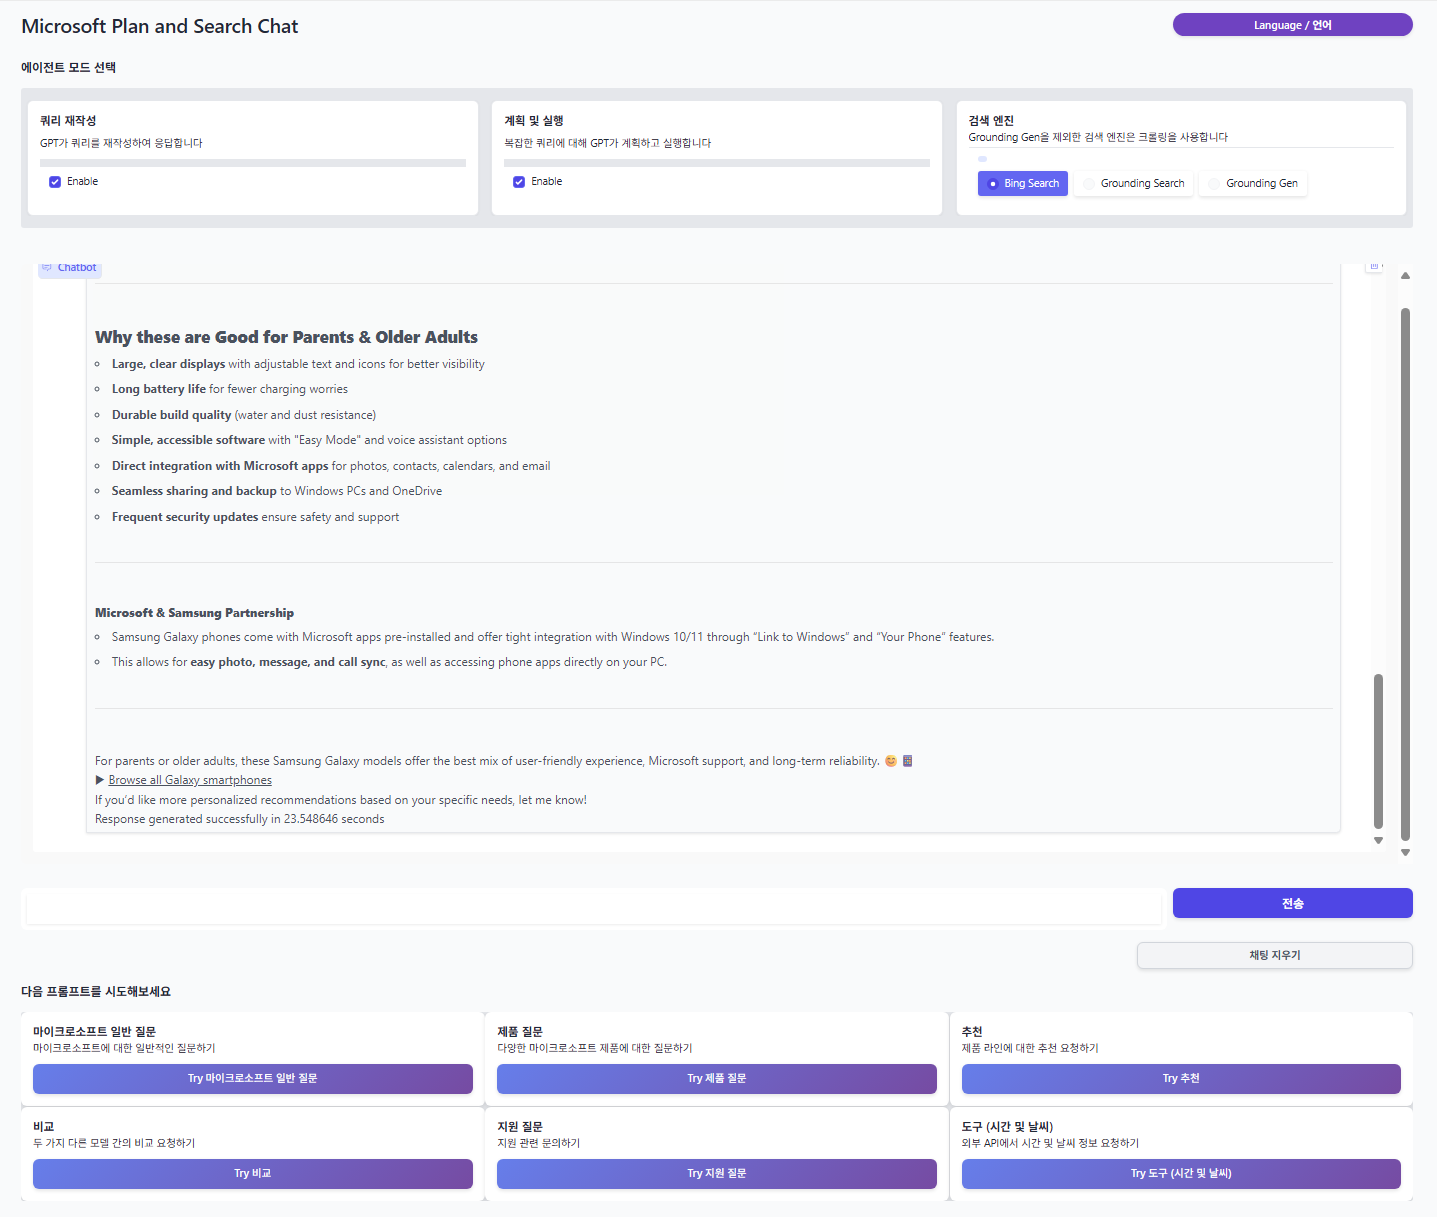 Microsoft Plan and Search Chat
Language / 언어
에이전트 모드 선택
쿼리 재작성
GPT가 쿼리를 재작성하여 응답합니다
Enable
계획 및 실행
복잡한 쿼리에 대해 GPT가 계획하고 실행합니다
Enable
검색 엔진
Grounding Gen을 제외한 검색 엔진은 크롤링을 사용합니다
Bing Search
Grounding Search
Grounding Gen
Chatbot
Why these are Good for Parents & Older Adults
Large, clear displays with adjustable text and icons for better visibility
Long battery life for fewer charging worries
Durable build quality (water and dust resistance)
Simple, accessible software with "Easy Mode" and voice assistant options
Direct integration with Microsoft apps for photos, contacts, calendars, and email
Seamless sharing and backup to Windows PCs and OneDrive
Frequent security updates ensure safety and support
Microsoft & Samsung Partnership
Samsung Galaxy phones come with Microsoft apps pre-installed and offer tight integration with Windows 10/11 through “Link to Windows” and “Your Phone” features.
This allows for easy photo, message, and call sync, as well as accessing phone apps directly on your PC.
For parents or older adults, these Samsung Galaxy models offer the best mix of user-friendly experience, Microsoft support, and long-term reliability. 😊 📱
▶ Browse all Galaxy smartphones
If you’d like more personalized recommendations based on your specific needs, let me know!
Response generated successfully in 23.548646 seconds
전송
채팅 지우기
다음 프롬프트를 시도해보세요
마이크로소프트 일반 질문
마이크로소프트에 대한 일반적인 질문하기
Try 마이크로소프트 일반 질문
제품 질문
다양한 마이크로소프트 제품에 대한 질문하기
Try 제품 질문
추천
제품 라인에 대한 추천 요청하기
Try 추천
비교
두 가지 다른 모델 간의 비교 요청하기
Try 비교
지원 질문
지원 관련 문의하기
Try 지원 질문
도구 (시간 및 날씨)
외부 API에서 시간 및 날씨 정보 요청하기
Try 도구 (시간 및 날씨)